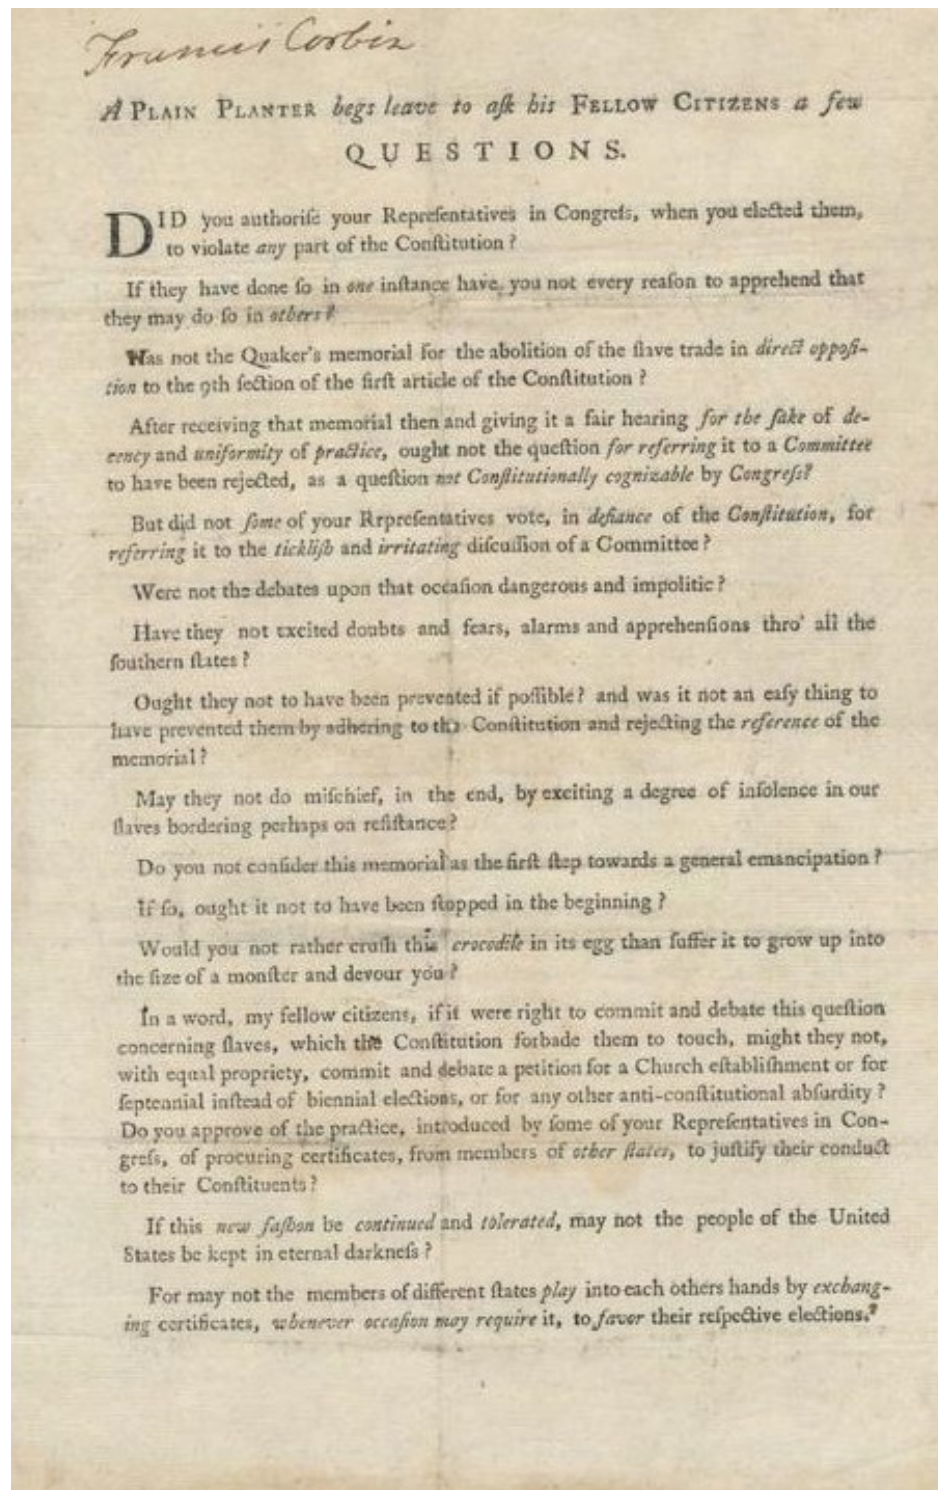 Francis Corbin
A PLAIN PLANTER begs leave to aſk his FELLOW CITIZENS a few
QUESTIONS.
DID you authoriſe your Repreſentatives in Congreſs, when you elected them,
to violate any part of the Conſtitution?
If they have done ſo in one inſtance have, you not every reaſon to apprehend that
they may do ſo in others?
Was not the Quaker's memorial for the abolition of the ſlave trade in direct oppoſi-
tion to the 9th ſection of the firſt article of the Conſtitution?
After receiving that memorial then and giving it a fair hearing for the ſake of de-
cency and uniformity of practice, ought not the queſtion for referring it to a Committee
to have been rejected, as a queſtion not Conſtitutionally cognizable by Congreſs?
But did not ſome of your Rrpreſentatives vote, in defiance of the Conſtitution, for
referring it to the tickliſh and irritating diſcuſſion of a Committee?
Were not the debates upon that occaſion dangerous and impolitic?
Have they not excited doubts and fears, alarms and apprehenſions thro' all the
ſouthern ſtates?
Ought they not to have been prevented if poſſible? and was it not an eaſy thing to
have prevented them by adhering to the Conſtitution and rejecting the reference of the
memorial?
May they not do miſchief, in the end, by exciting a degree of inſolence in our
ſlaves bordering perhaps on reſiſtance?
Do you not conſider this memorial as the firſt ſtep towards a general emancipation?
If ſo, ought it not to have been ſtopped in the beginning?
Would you not rather cruſh this crocodile in its egg than ſuffer it to grow up into
the ſize of a monſter and devour you?
In a word, my fellow citizens, if it were right to commit and debate this queſtion
concerning ſlaves, which the Conſtitution forbade them to touch, might they not,
with equal propriety, commit and debate a petition for a Church eſtabliſhment or for
ſeptennial inſtead of biennial elections, or for any other anti-conſtitutional abſurdity?
Do you approve of the practice, introduced by ſome of your Repreſentatives in Con-
greſs, of procuring certificates, from members of other ſtates, to juſtify their conduct
to their Conſtituents?
If this new faſhon be continued and tolerated, may not the people of the United
States be kept in eternal darkneſs?
For may not the members of different ſtates play into each others hands by exchang-
ing certificates, whenever occaſion may require it, to favor their reſpective elections.?